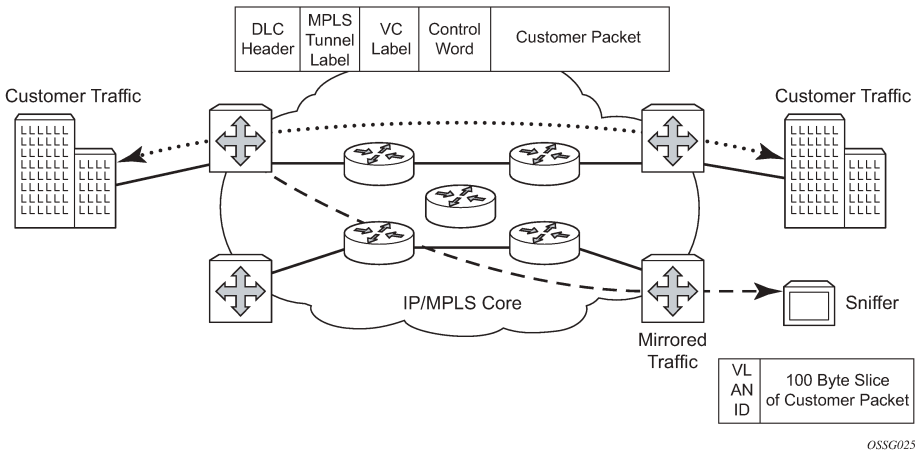 DLC
Header
MPLS
Tunnel
Label
VC
Label
Control
Word
Customer Packet
Customer Traffic
Customer Traffic
IP/MPLS Core
Sniffer
Mirrored
Traffic
VL
AN
ID
100 Byte Slice
of Customer Packet
OSSG025